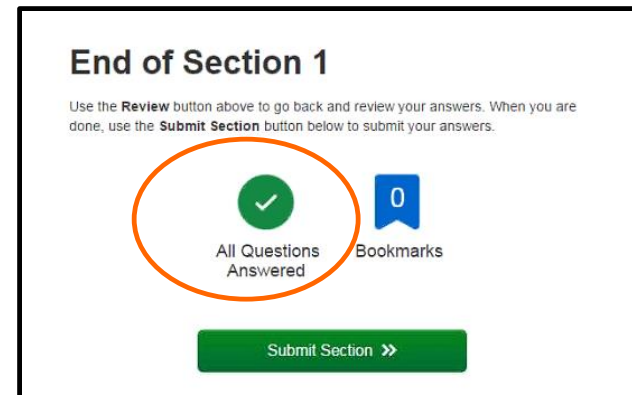 End of Section 1
Use the Review button above to go back and review your answers. When you are
done, use the Submit Section button below to submit your answers.
0
All Questions Bookmarks
Answered
Submit Section »